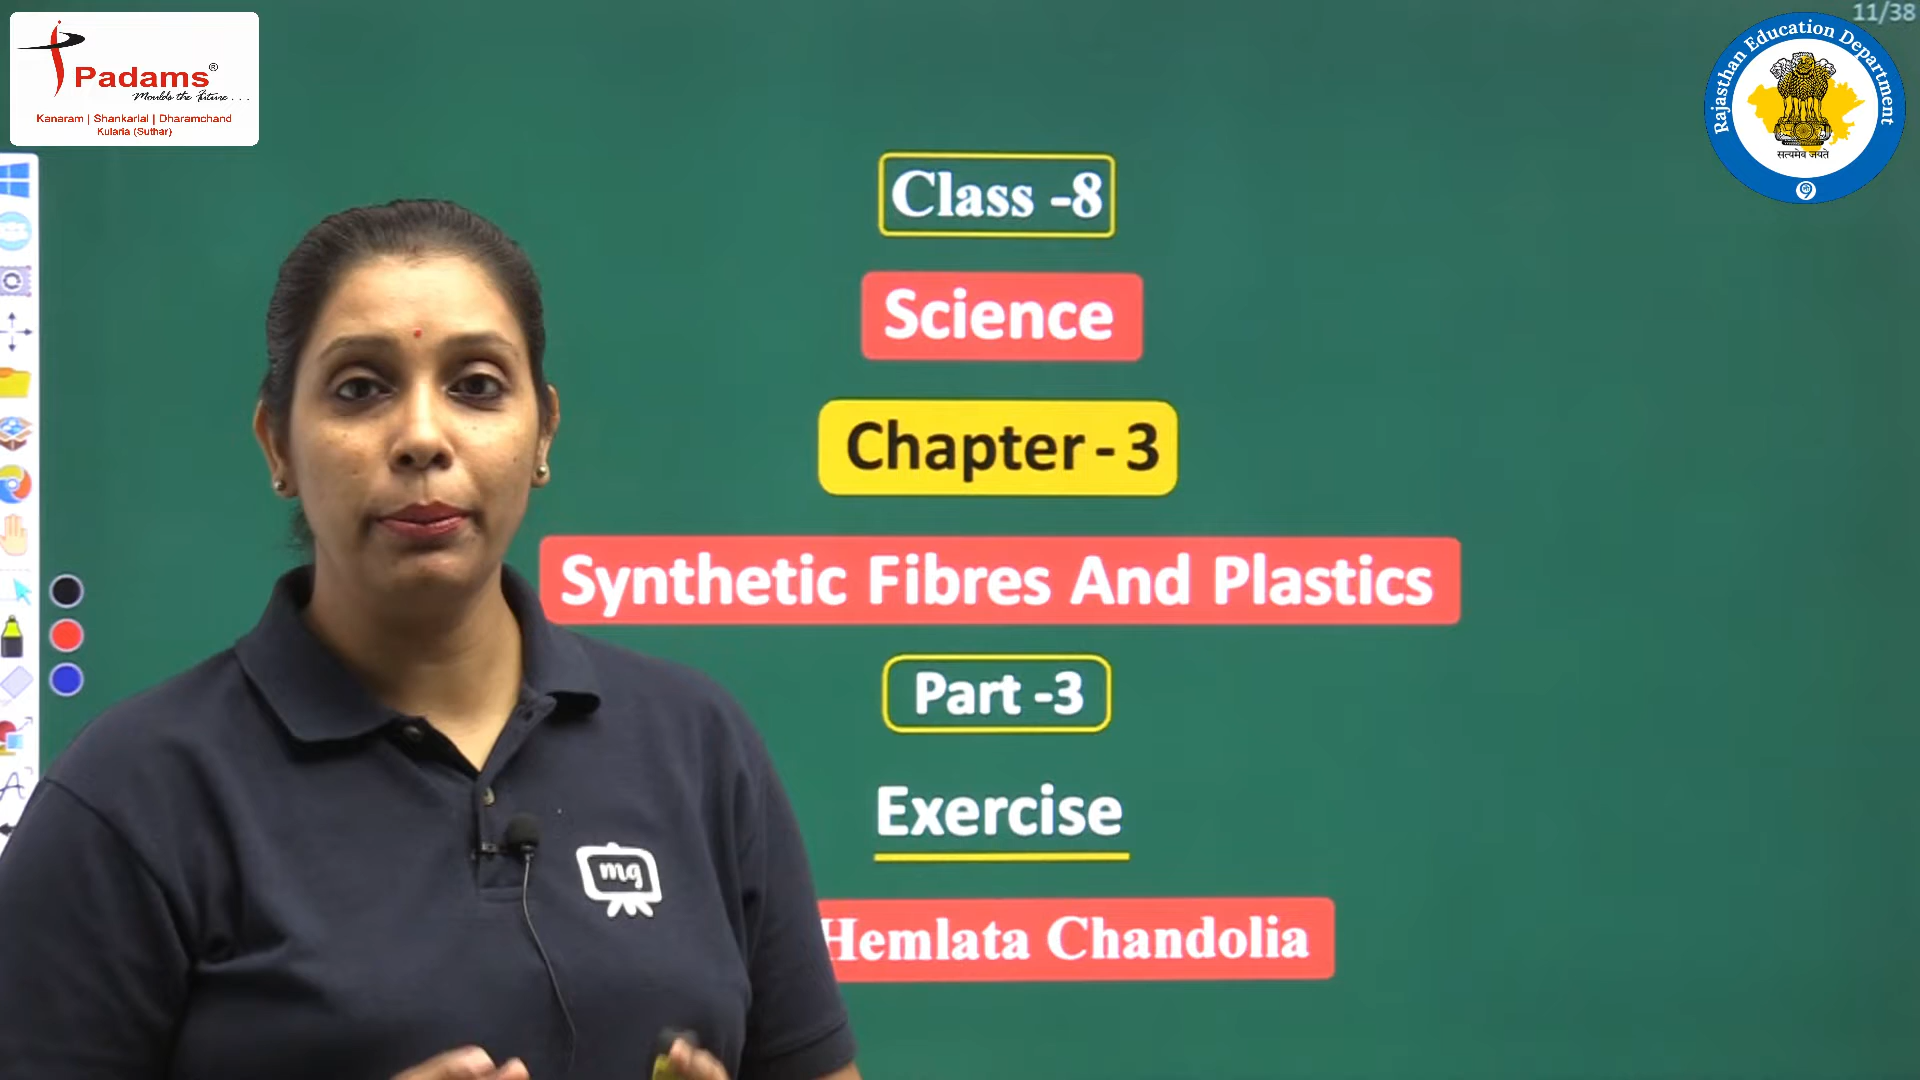 11/38
Padams®
Moulds the Future . . .
Kanaram | Shankarlal | Dharamchand
Kularia (Suthar)
Rajasthan Education Department
सत्यमेव जयते
Class -8
Science
Chapter - 3
Synthetic Fibres And Plastics
Part -3
Exercise
Hemlata Chandolia
mg
A